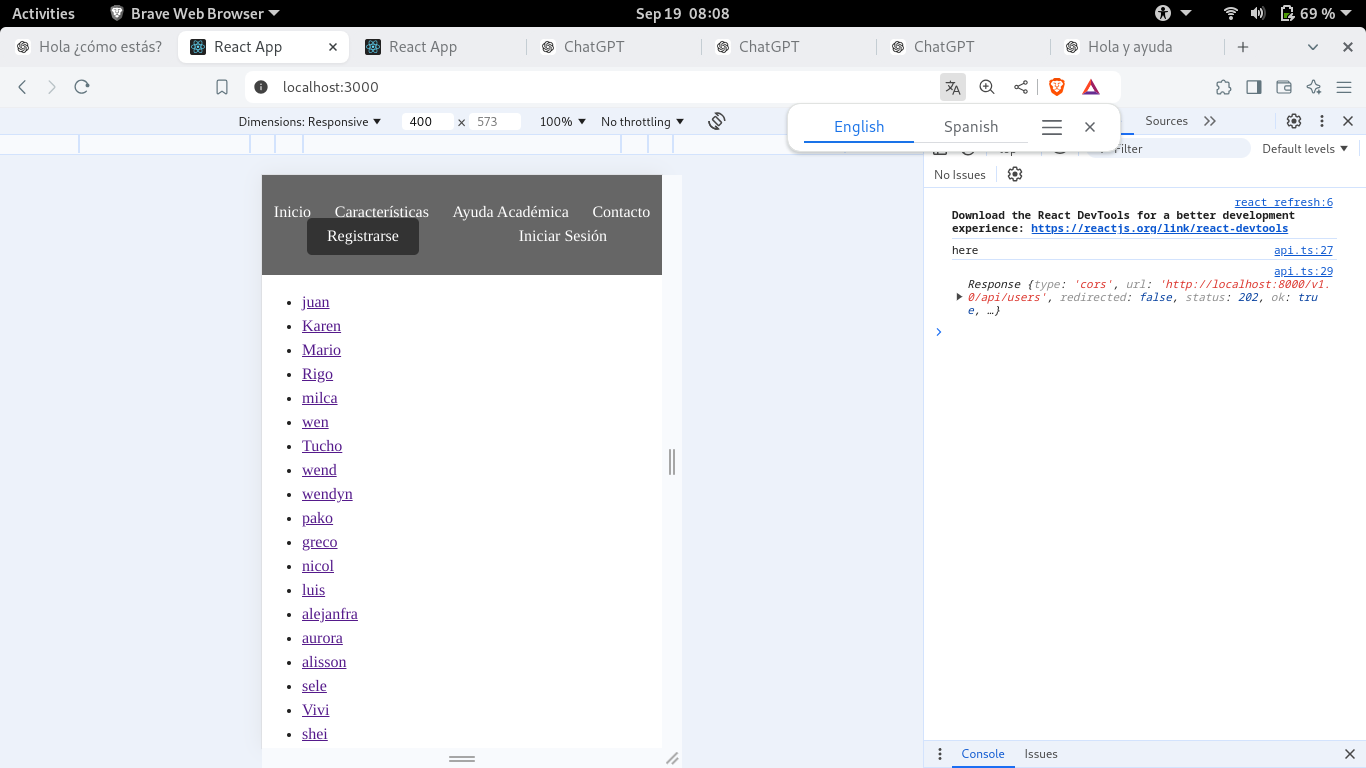 Activities Brave Web Browser Sep 19 08:08 69 %
Hola ¿cómo estás? React App React App ChatGPT ChatGPT ChatGPT Hola y ayuda
localhost:3000
Dimensions: Responsive 400 x 573 100% No throttling
English Spanish
Sources
Filter Default levels
No Issues
Inicio Características Ayuda Académica Contacto
Registrarse Iniciar Sesión
juan
Karen
Mario
Rigo
milca
wen
Tucho
wend
wendyn
pako
greco
nicol
luis
alejanfra
aurora
alisson
sele
Vivi
shei
react refresh:6
Download the React DevTools for a better development
experience: https://reactjs.org/link/react-devtools
here api.ts:27
api.ts:29
Response {type: 'cors', url: 'http://localhost:8000/v1.
0/api/users', redirected: false, status: 202, ok: tru
e, …}
Console Issues